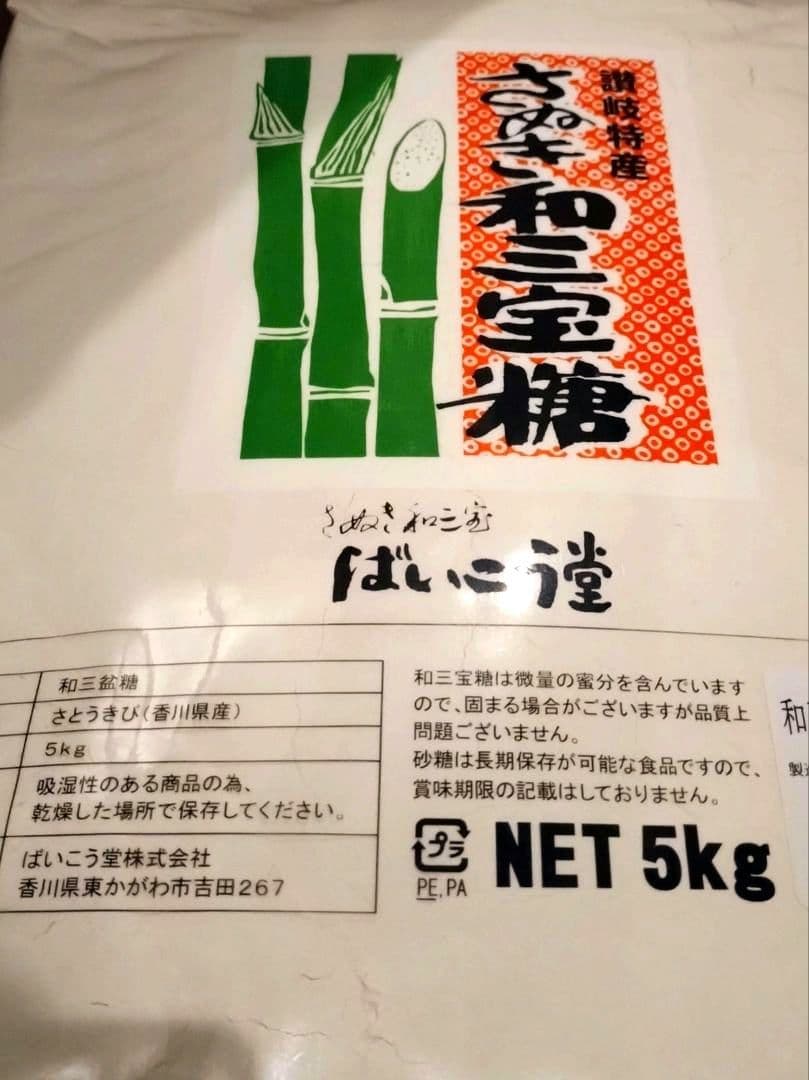 讃岐特産
さぬき和三宝糖
さぬき和三宝
ばいこう堂
和三盆糖
さとうきび(香川県産)
5kg
吸湿性のある商品の為、
乾燥した場所で保存してください。
ばいこう堂株式会社
香川県東かがわ市吉田267
和三宝糖は微量の蜜分を含んでいます
ので、固まる場合がございますが品質上
問題ございません。
砂糖は長期保存が可能な食品ですので、
賞味期限の記載はしておりません。
プラ
PE,PA
NET 5kg
和
製